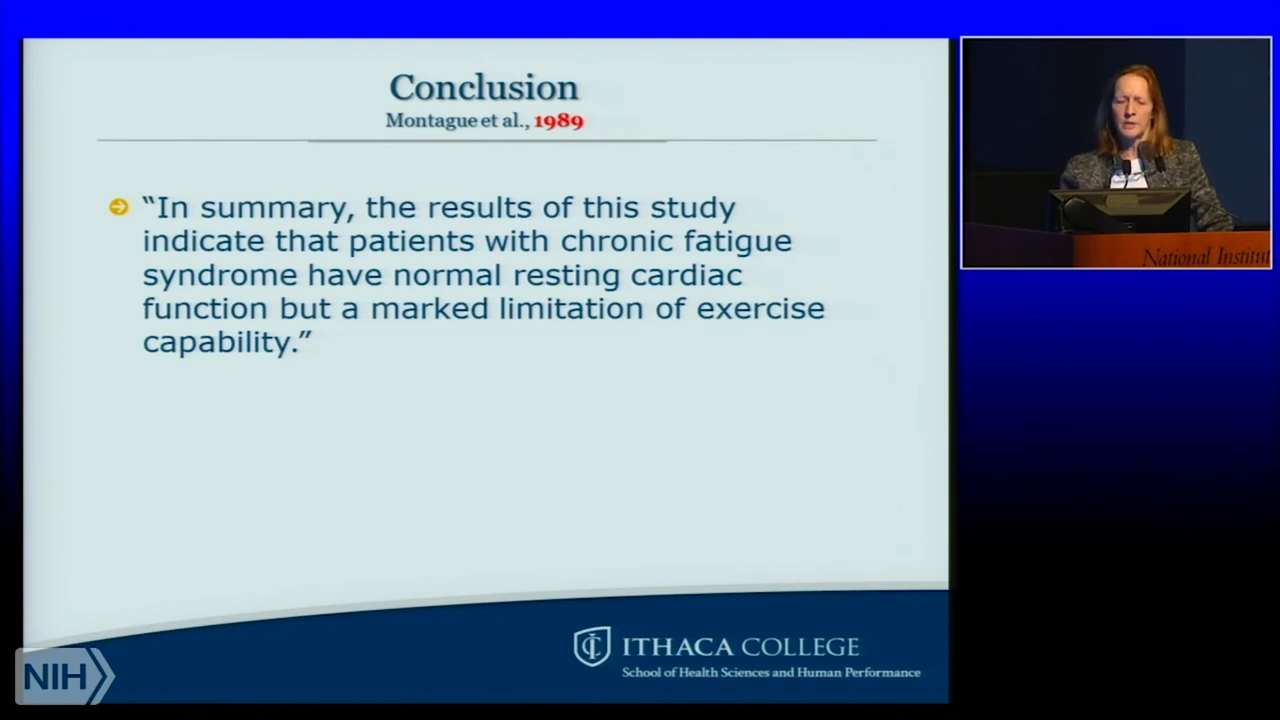 Conclusion
Montague et al., 1989
“In summary, the results of this study
indicate that patients with chronic fatigue
syndrome have normal resting cardiac
function but a marked limitation of exercise
capability.”
ITHACA COLLEGE
School of Health Sciences and Human Performance
NIH
National Institut